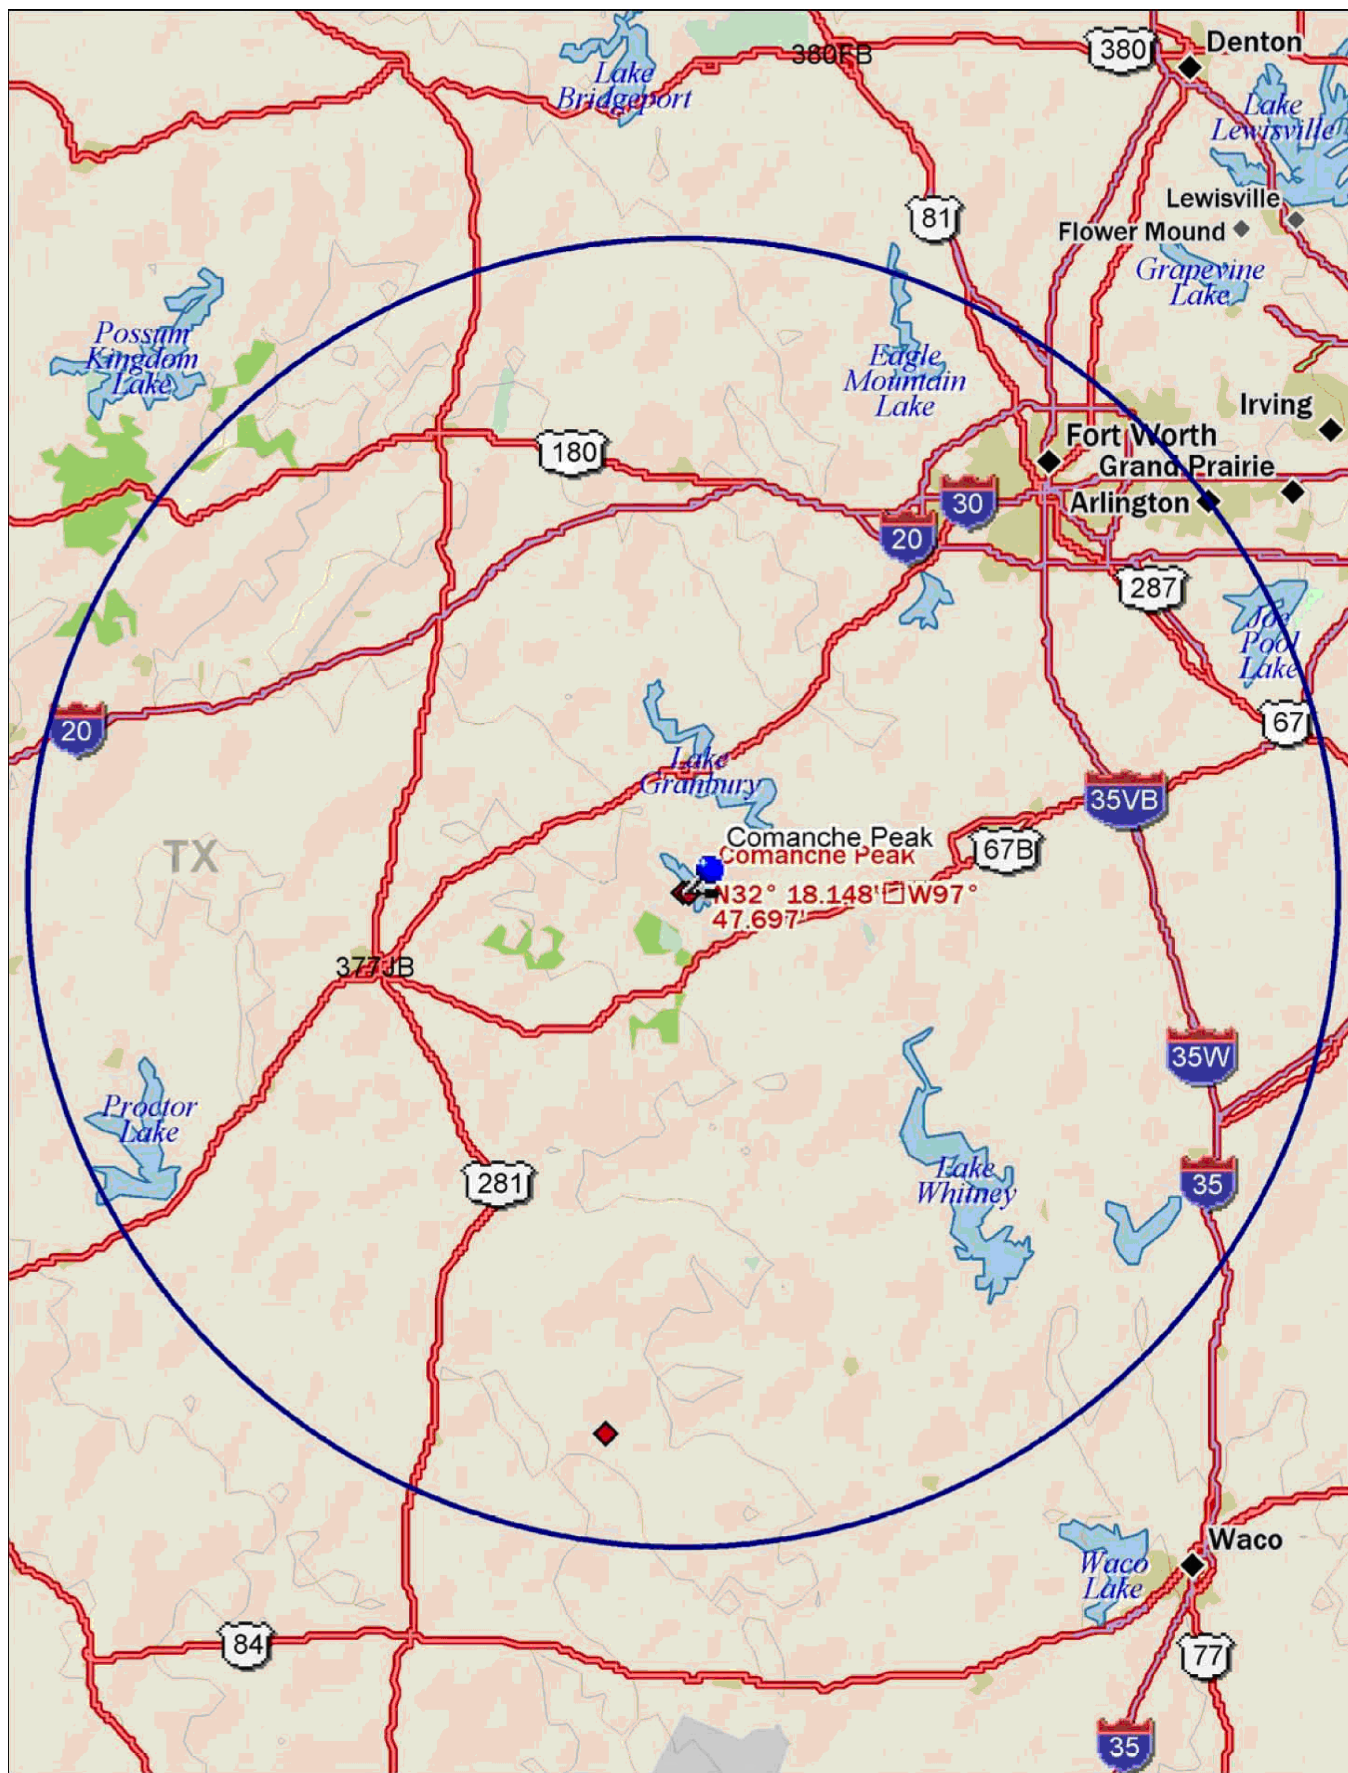 380FB
380
Denton
Lake
Bridgeport
Lake
Lewisville
Lewisville
81
Flower Mound
Grapevine
Lake
Possum
Kingdom
Lake
Eagle
Mountain
Lake
Irving
Fort Worth
180
Grand Prairie
30
Arlington
20
287
Joe
Pool
Lake
20
67
Lake
Granbury
35VB
Comanche Peak
67B
TX
Comanche Peak
N32° 18.148' W97°
47.697'
377JB
35W
Proctor
Lake
281
Lake
Whitney
35
Waco
Waco
Lake
84
77
35